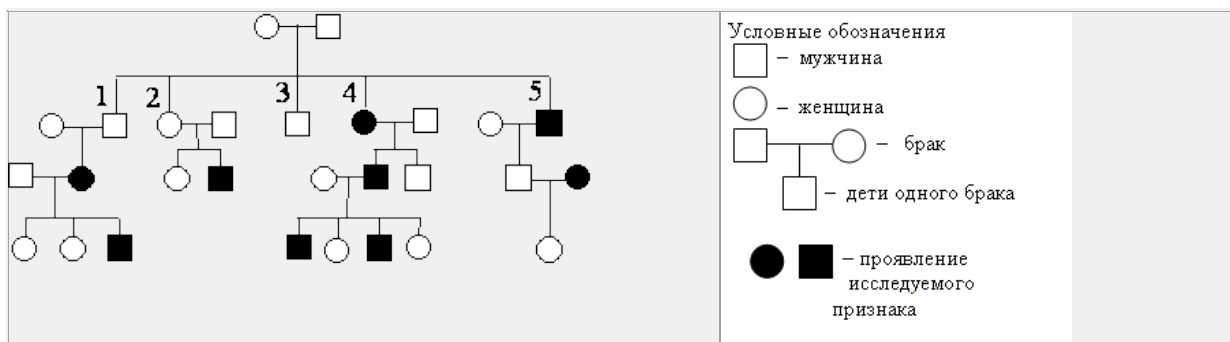 1 2 3 4 5
Условные обозначения
– мужчина
– женщина
– брак
– дети одного брака
– проявление
исследуемого
признака